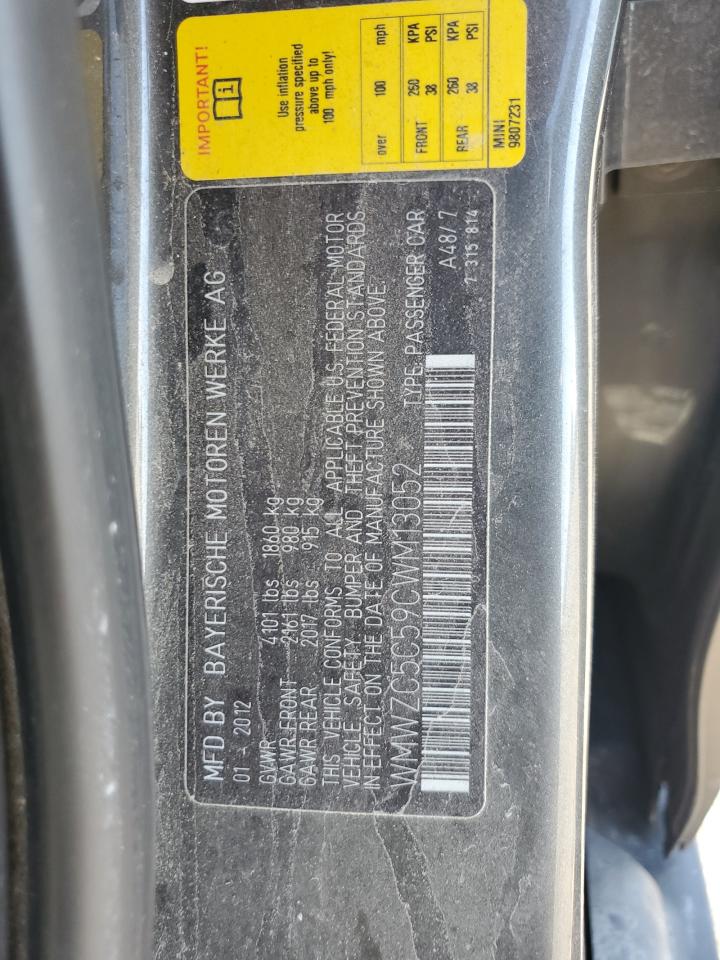 MFD BY BAYERISCHE MOTOREN WERKE AG
01 - 2012
GVWR 4101 lbs 1860 kg
GAWR FRONT 2161 lbs 980 kg
GAWR REAR 2017 lbs 915 kg
THIS VEHICLE CONFORMS TO ALL APPLICABLE U.S. FEDERAL MOTOR
VEHICLE SAFETY, BUMPER AND THEFT PREVENTION STANDARDS
IN EFFECT ON THE DATE OF MANUFACTURE SHOWN ABOVE.
WMWZC5C59CWM13052 TYPE: PASSENGER CAR
A48/ 7
7 315 814
IMPORTANT!
i
Use inflation
pressure specified
above up to
100 mph only!
over 100 mph
FRONT 260 KPA
38 PSI
REAR 260 KPA
38 PSI
MINI
9807231